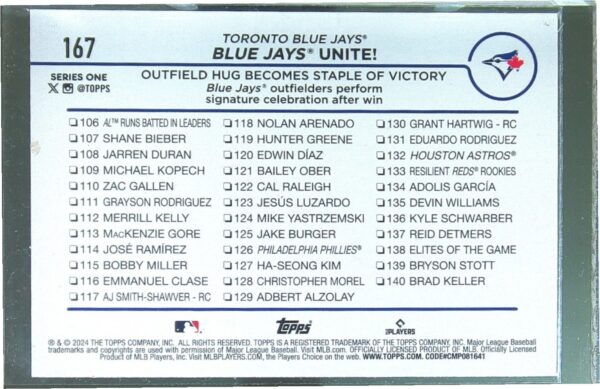 167
TORONTO BLUE JAYS®
BLUE JAYS® UNITE!
SERIES ONE
@TOPPS
OUTFIELD HUG BECOMES STAPLE OF VICTORY
Blue Jays® outfielders perform
signature celebration after win
106 AL™ RUNS BATTED IN LEADERS
107 SHANE BIEBER
108 JARREN DURAN
109 MICHAEL KOPECH
110 ZAC GALLEN
111 GRAYSON RODRIGUEZ
112 MERRILL KELLY
113 MacKENZIE GORE
114 JOSÉ RAMÍREZ
115 BOBBY MILLER
116 EMMANUEL CLASE
117 AJ SMITH-SHAWVER - RC
118 NOLAN ARENADO
119 HUNTER GREENE
120 EDWIN DÍAZ
121 BAILEY OBER
122 CAL RALEIGH
123 JESÚS LUZARDO
124 MIKE YASTRZEMSKI
125 JAKE BURGER
126 PHILADELPHIA PHILLIES®
127 HA-SEONG KIM
128 CHRISTOPHER MOREL
129 ADBERT ALZOLAY
130 GRANT HARTWIG - RC
131 EDUARDO RODRIGUEZ
132 HOUSTON ASTROS®
133 RESILIENT REDS® ROOKIES
134 ADOLIS GARCÍA
135 DEVIN WILLIAMS
136 KYLE SCHWARBER
137 REID DETMERS
138 ELITES OF THE GAME
139 BRYSON STOTT
140 BRAD KELLER
Topps
PLAYERS
® & © 2024 THE TOPPS COMPANY, INC. ALL RIGHTS RESERVED. TOPPS IS A REGISTERED TRADEMARK OF THE TOPPS COMPANY, INC. Major League Baseball
trademarks and copyrights are used with permission of Major League Baseball. Visit MLB.com. OFFICIALLY LICENSED PRODUCT OF MLB. Officially Licensed
Product of MLB Players, Inc. Visit MLBPLAYERS.com, the Players Choice on the web. WWW.TOPPS.COM. CODE#CMP081641